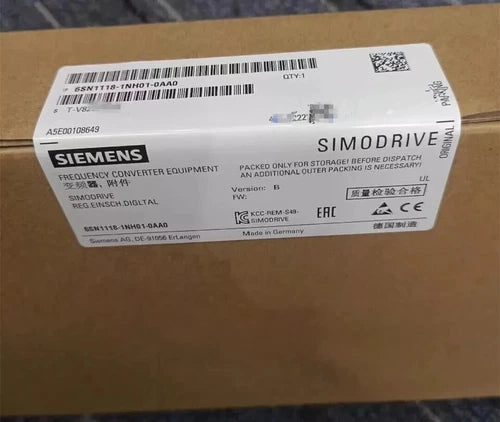 6SN1118-1NH01-0AA0
QTY:1
S T-V82
A5E00108649
SIEMENS
SIMODRIVE
ORIGINAL
FREQUENCY CONVERTER EQUIPMENT
变频器，附件
SIMODRIVE
REG.EINSCH.DIGITAL
6SN1118-1NH01-0AA0
Siemens AG, DE-91056 Erlangen
PACKED ONLY FOR STORAGE! BEFORE DISPATCH
AN ADDITIONAL OUTER PACKING IS NECESSARY!
Version: B
FW:
UL
质量检验合格
KCC-REM-S49-
SIMODRIVE
EAC
Made in Germany
德国制造